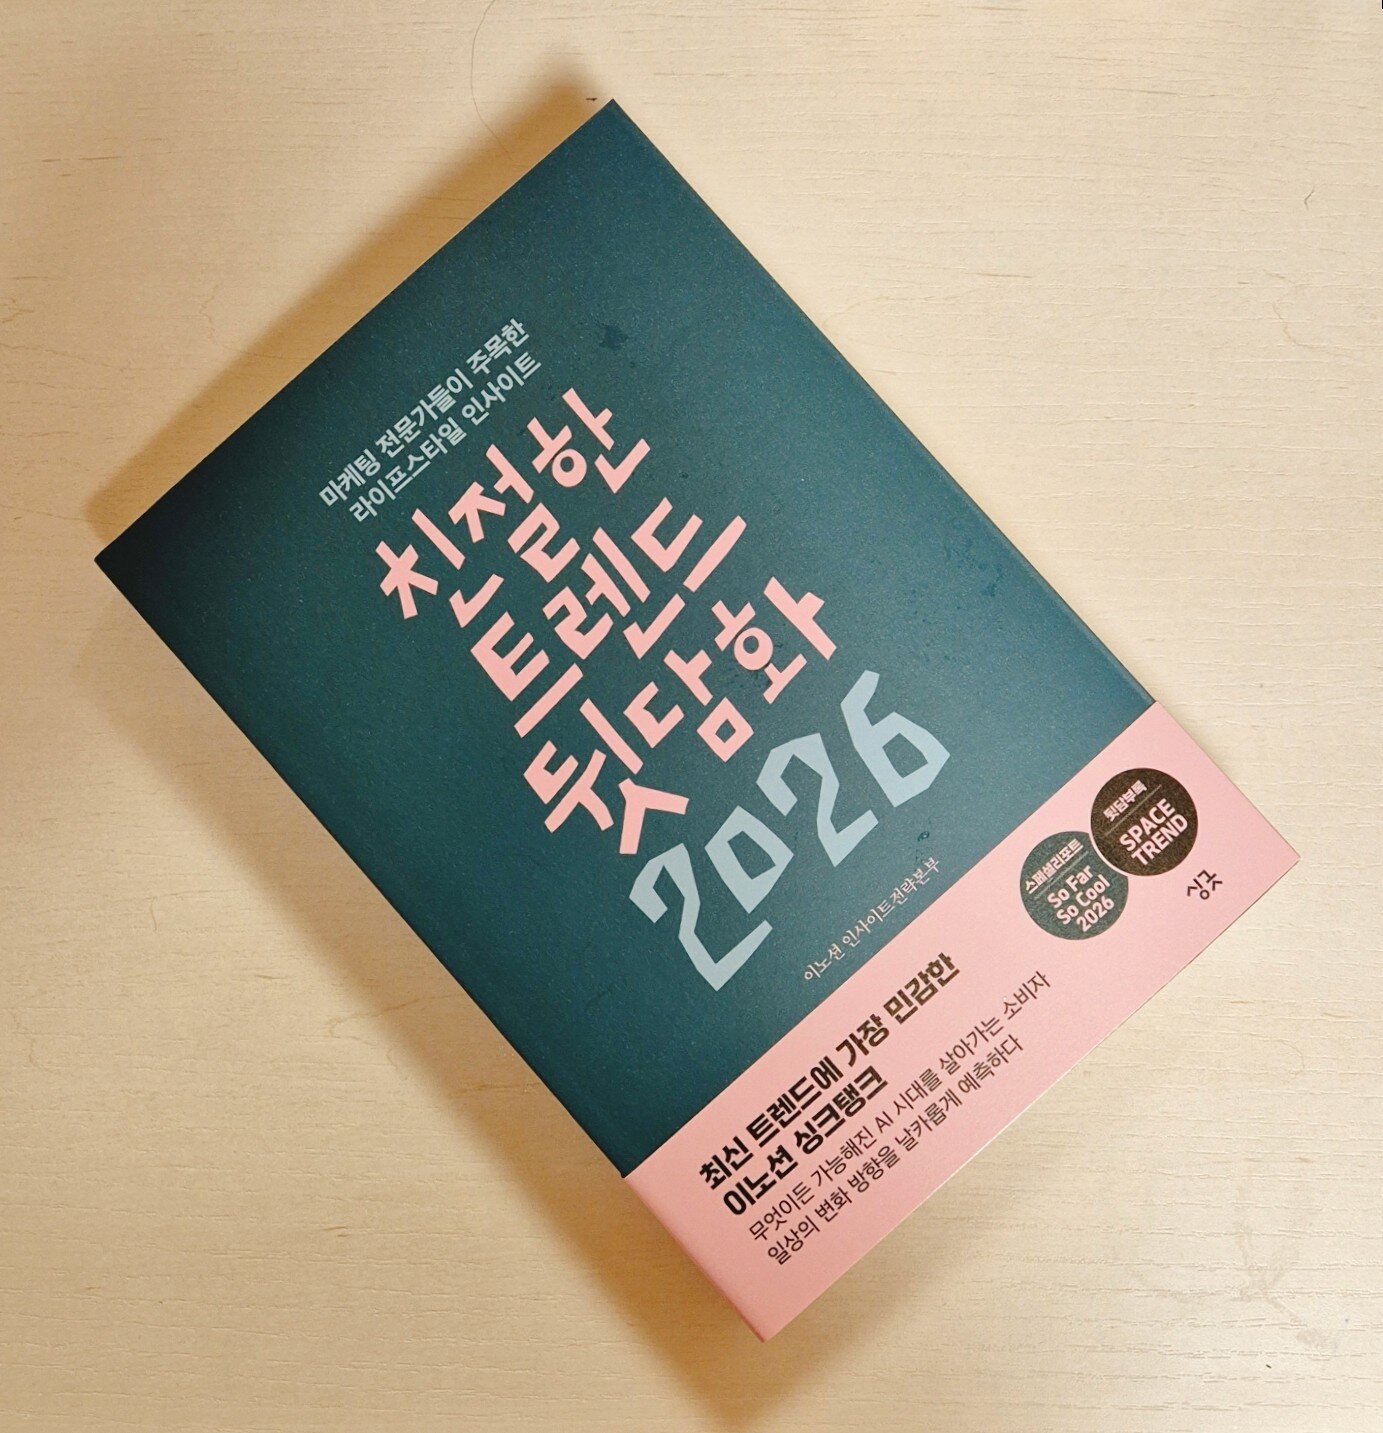 마케팅 전문가들이 주목한
라이프스타일 인사이트
친절한
트렌드
뒷담화
2026
이노션 인사이트전략본부
스페셜리포트
So Far
So Cool
2026
뒷담부록
SPACE
TREND
싱긋
최신 트렌드에 가장 민감한
이노션 싱크탱크
무엇이든 가능해진 AI 시대를 살아가는 소비자
일상의 변화 방향을 날카롭게 예측하다